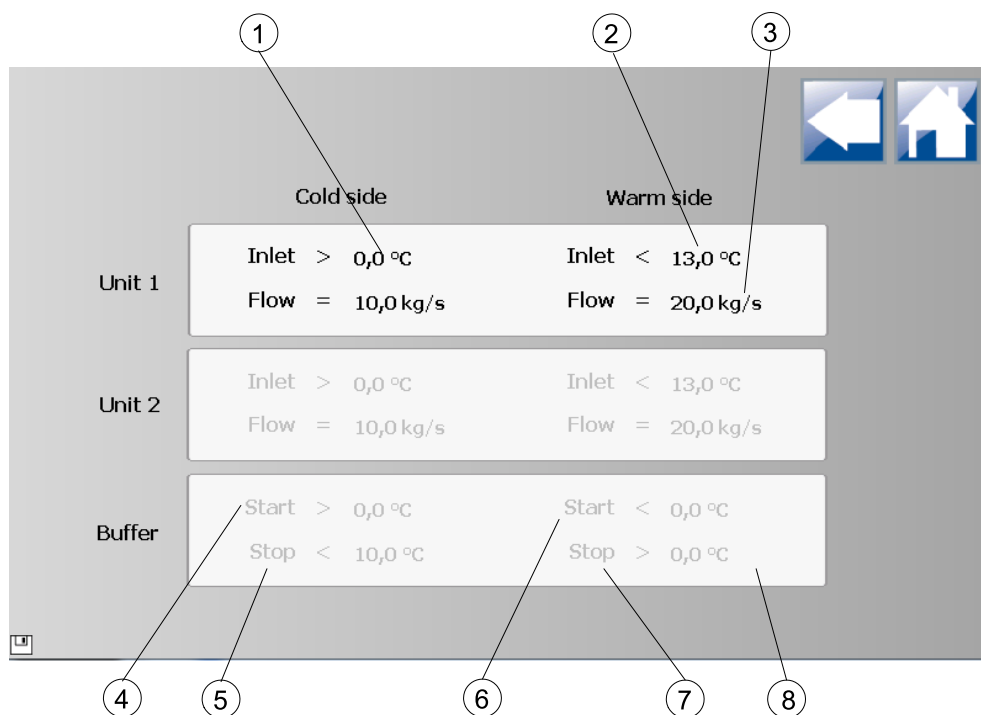 1 2 3
Cold side Warm side
Unit 1
Inlet > 0,0 °C Inlet < 13,0 °C
Flow = 10,0 kg/s Flow = 20,0 kg/s
Unit 2
Inlet > 0,0 °C Inlet < 13,0 °C
Flow = 10,0 kg/s Flow = 20,0 kg/s
Buffer
Start > 0,0 °C Start < 0,0 °C
Stop < 10,0 °C Stop > 0,0 °C
4 5 6 7 8